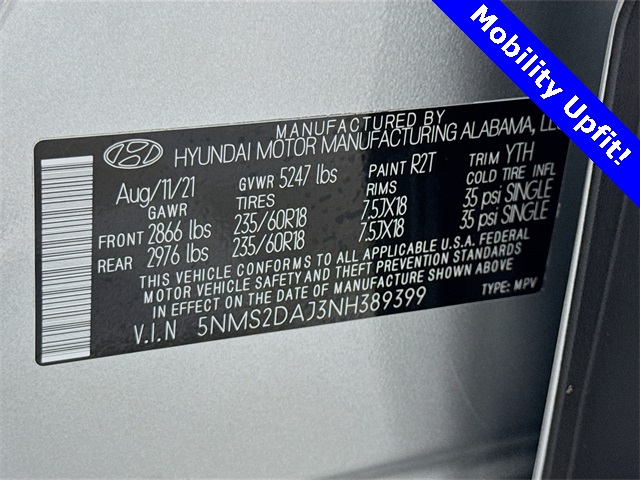 Mobility Upfit!
MANUFACTURED BY
HYUNDAI MOTOR MANUFACTURING ALABAMA,
Aug/11/21 GVWR 5247 lbs PAINT R2T TRIM YTH
GAWR TIRES RIMS COLD TIRE INFL
FRONT 2866 lbs 235/60R18 7.5JX18 35 psi SINGLE
REAR 2976 lbs 235/60R18 7.5JX18 35 psi SINGLE
THIS VEHICLE CONFORMS TO ALL APPLICABLE U.S.A. FEDERAL
MOTOR VEHICLE SAFETY AND THEFT PREVENTION STANDARDS
IN EFFECT ON THE DATE OF MANUFACTURE SHOWN ABOVE.
V.I.N 5NMS2DAJ3NH389399 TYPE: MPV